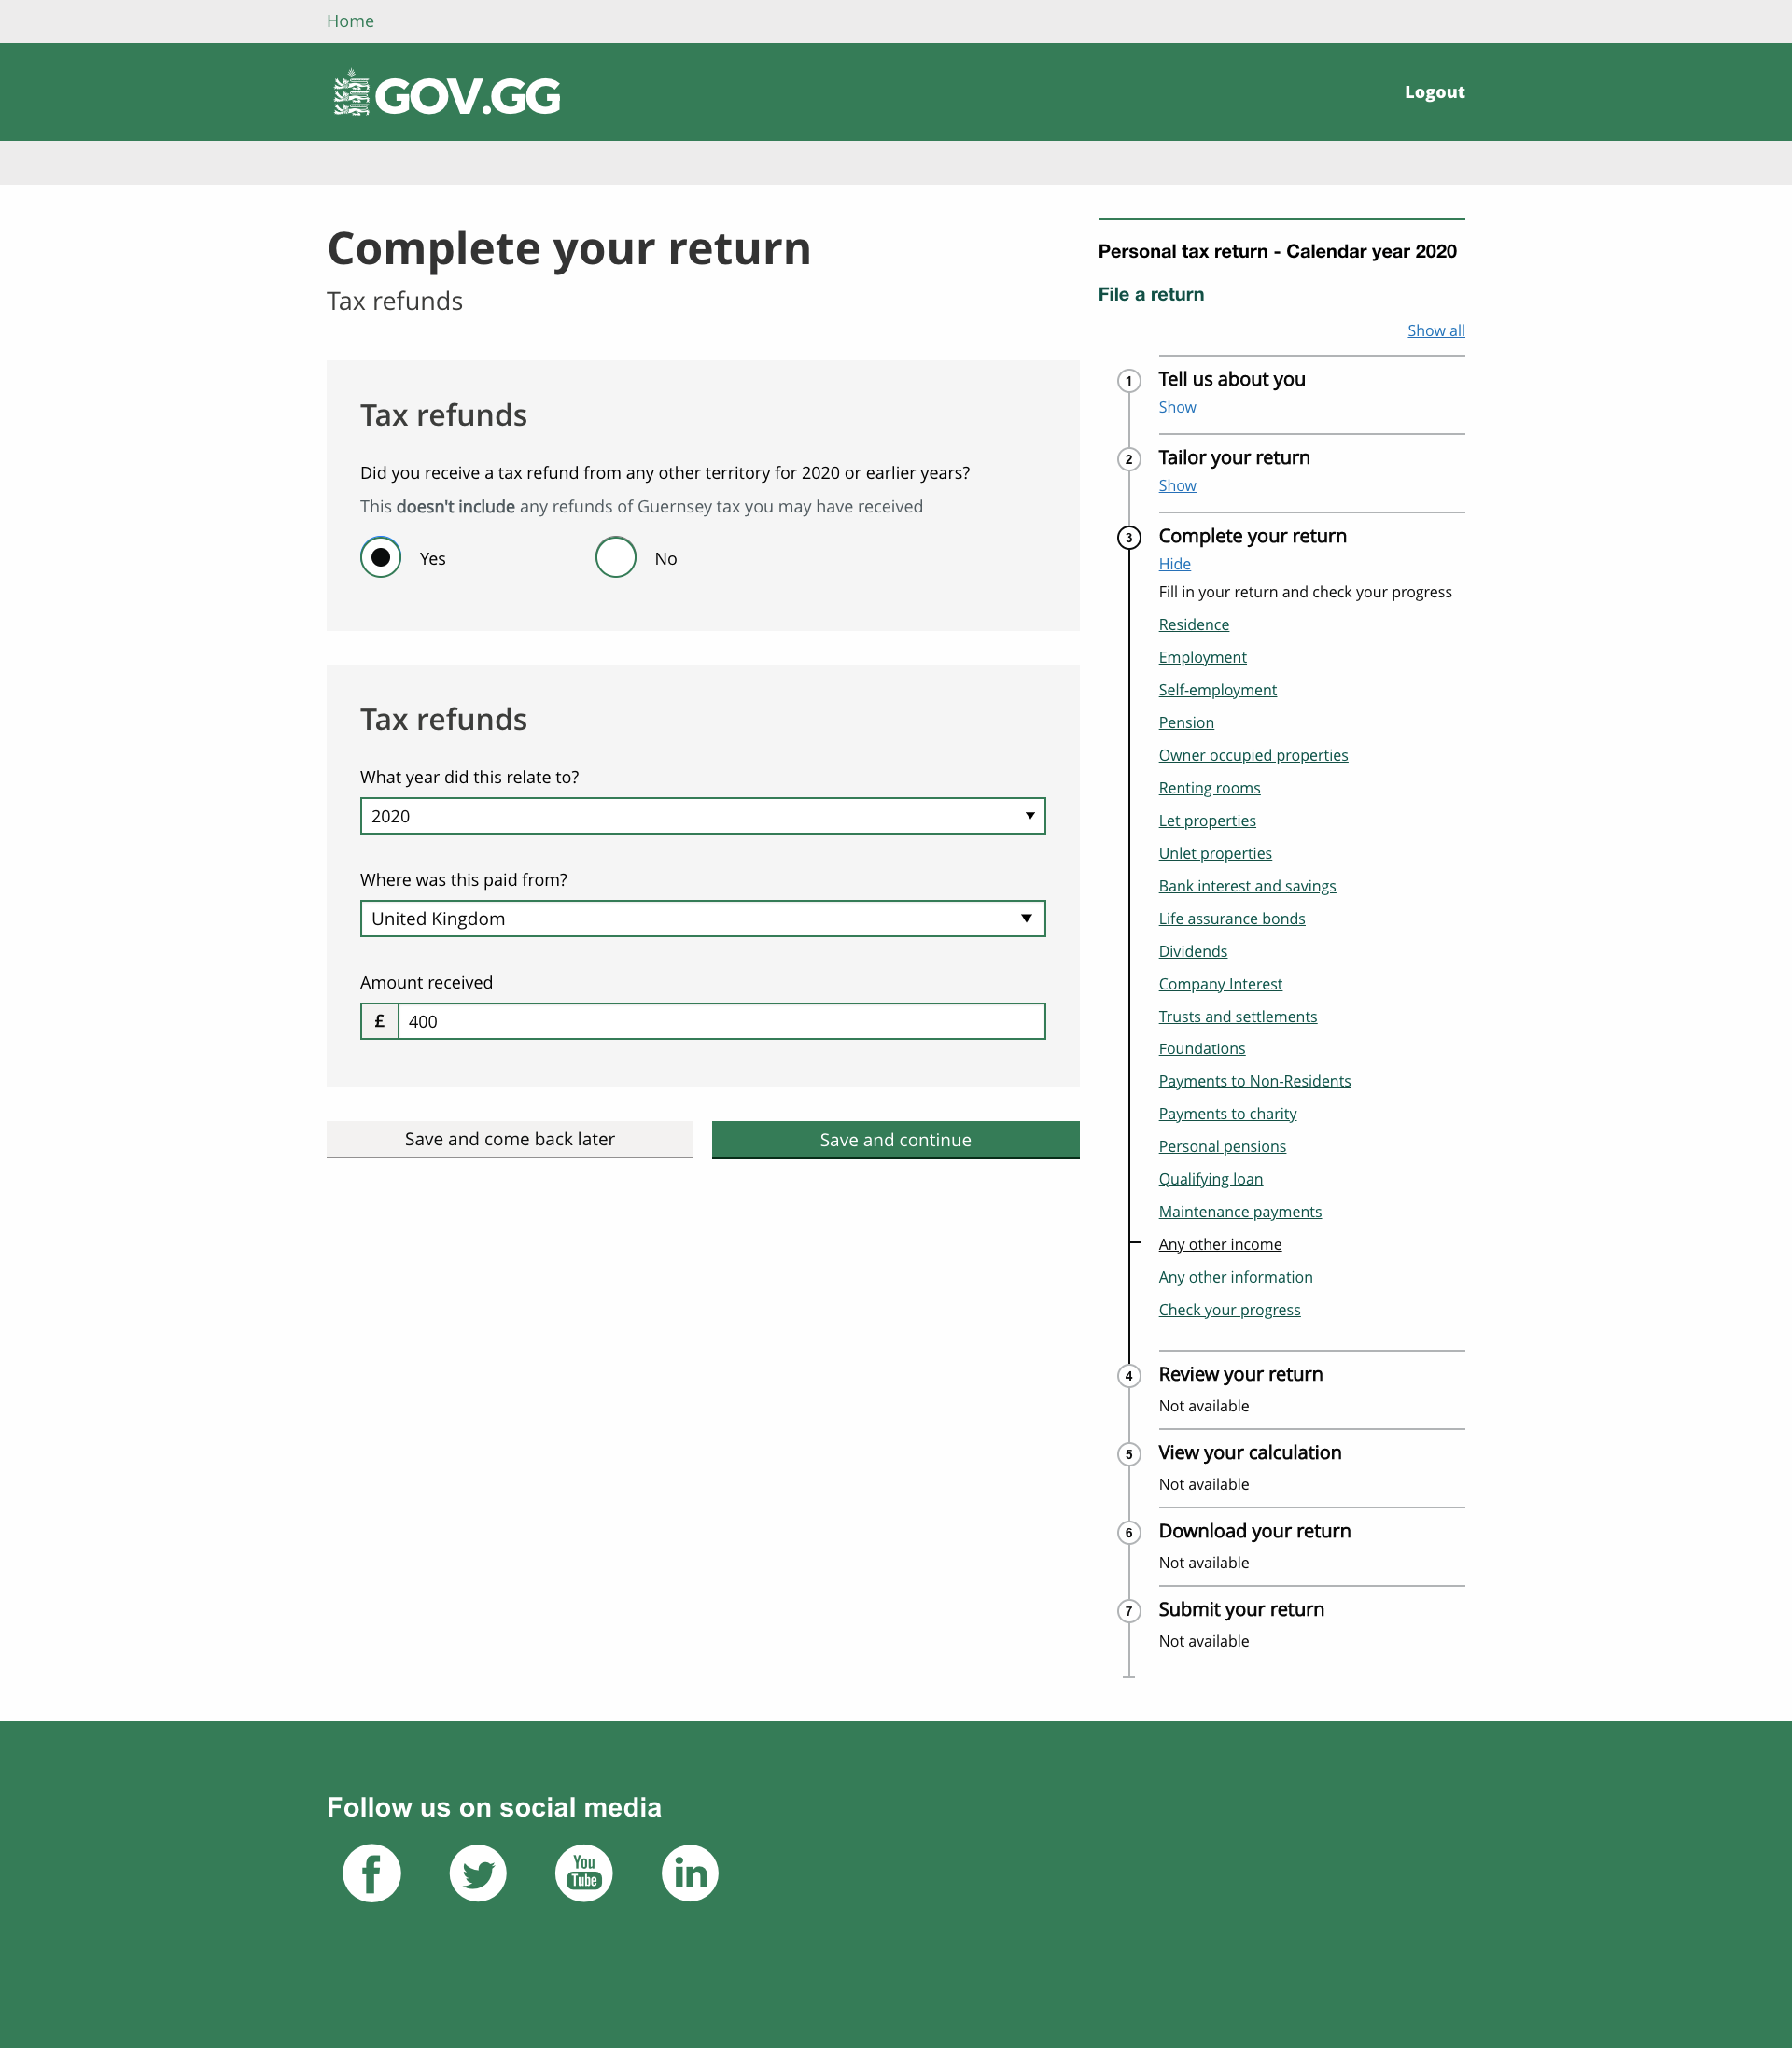 Home
GOV.GG
Logout
Complete your return
Tax refunds
Tax refunds
Did you receive a tax refund from any other territory for 2020 or earlier years?
This doesn't include any refunds of Guernsey tax you may have received
Yes
No
Tax refunds
What year did this relate to?
2020
Where was this paid from?
United Kingdom
Amount received
£ 400
Save and come back later
Save and continue
Personal tax return - Calendar year 2020
File a return
Show all
1 Tell us about you
Show
2 Tailor your return
Show
3 Complete your return
Hide
Fill in your return and check your progress
Residence
Employment
Self-employment
Pension
Owner occupied properties
Renting rooms
Let properties
Unlet properties
Bank interest and savings
Life assurance bonds
Dividends
Company Interest
Trusts and settlements
Foundations
Payments to Non-Residents
Payments to charity
Personal pensions
Qualifying loan
Maintenance payments
Any other income
Any other information
Check your progress
4 Review your return
Not available
5 View your calculation
Not available
6 Download your return
Not available
7 Submit your return
Not available
Follow us on social media
f
You
Tube
in